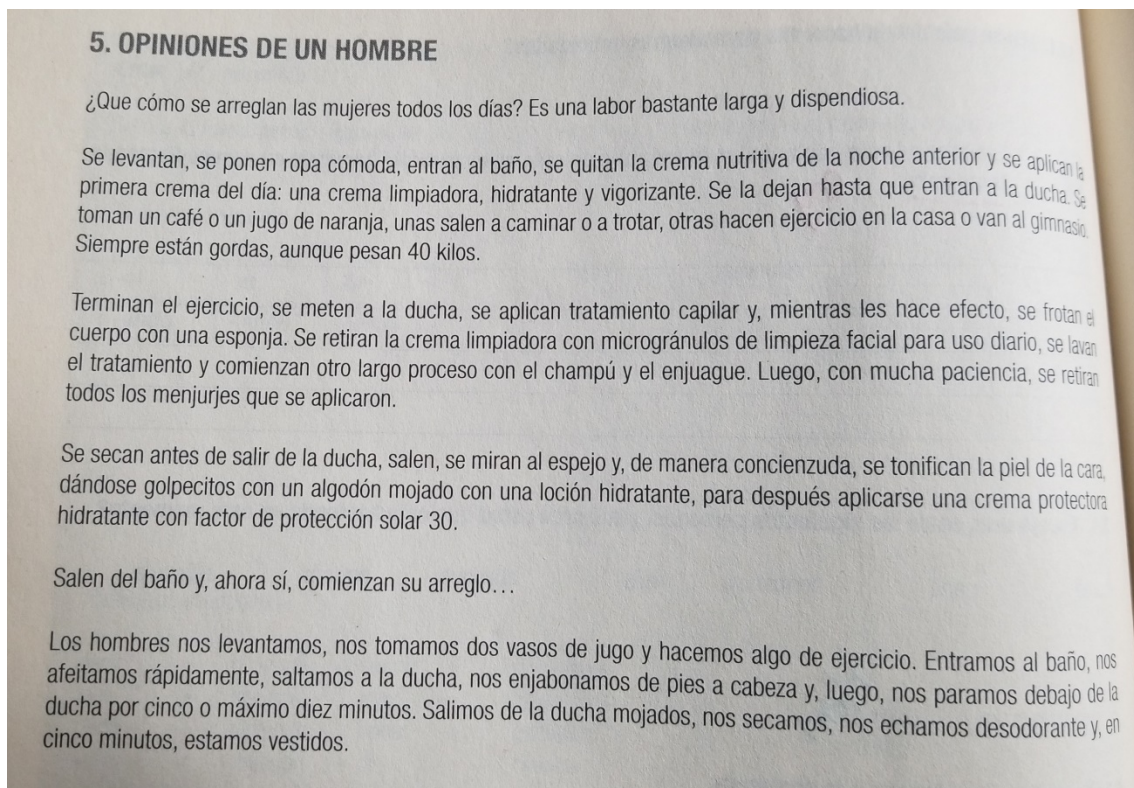 5. OPINIONES DE UN HOMBRE
¿Que cómo se arreglan las mujeres todos los días? Es una labor bastante larga y dispendiosa.
Se levantan, se ponen ropa cómoda, entran al baño, se quitan la crema nutritiva de la noche anterior y se aplican la
primera crema del día: una crema limpiadora, hidratante y vigorizante. Se la dejan hasta que entran a la ducha. Se
toman un café o un jugo de naranja, unas salen a caminar o a trotar, otras hacen ejercicio en la casa o van al gimnasio.
Siempre están gordas, aunque pesan 40 kilos.
Terminan el ejercicio, se meten a la ducha, se aplican tratamiento capilar y, mientras les hace efecto, se frotan el
cuerpo con una esponja. Se retiran la crema limpiadora con microgránulos de limpieza facial para uso diario, se lavan
el tratamiento y comienzan otro largo proceso con el champú y el enjuague. Luego, con mucha paciencia, se retiran
todos los menjurjes que se aplicaron.
Se secan antes de salir de la ducha, salen, se miran al espejo y, de manera concienzuda, se tonifican la piel de la cara,
dándose golpecitos con un algodón mojado con una loción hidratante, para después aplicarse una crema protectora
hidratante con factor de protección solar 30.
Salen del baño y, ahora sí, comienzan su arreglo...
Los hombres nos levantamos, nos tomamos dos vasos de jugo y hacemos algo de ejercicio. Entramos al baño, nos
afeitamos rápidamente, saltamos a la ducha, nos enjabonamos de pies a cabeza y, luego, nos paramos debajo de la
ducha por cinco o máximo diez minutos. Salimos de la ducha mojados, nos secamos, nos echamos desodorante y, en
cinco minutos, estamos vestidos.